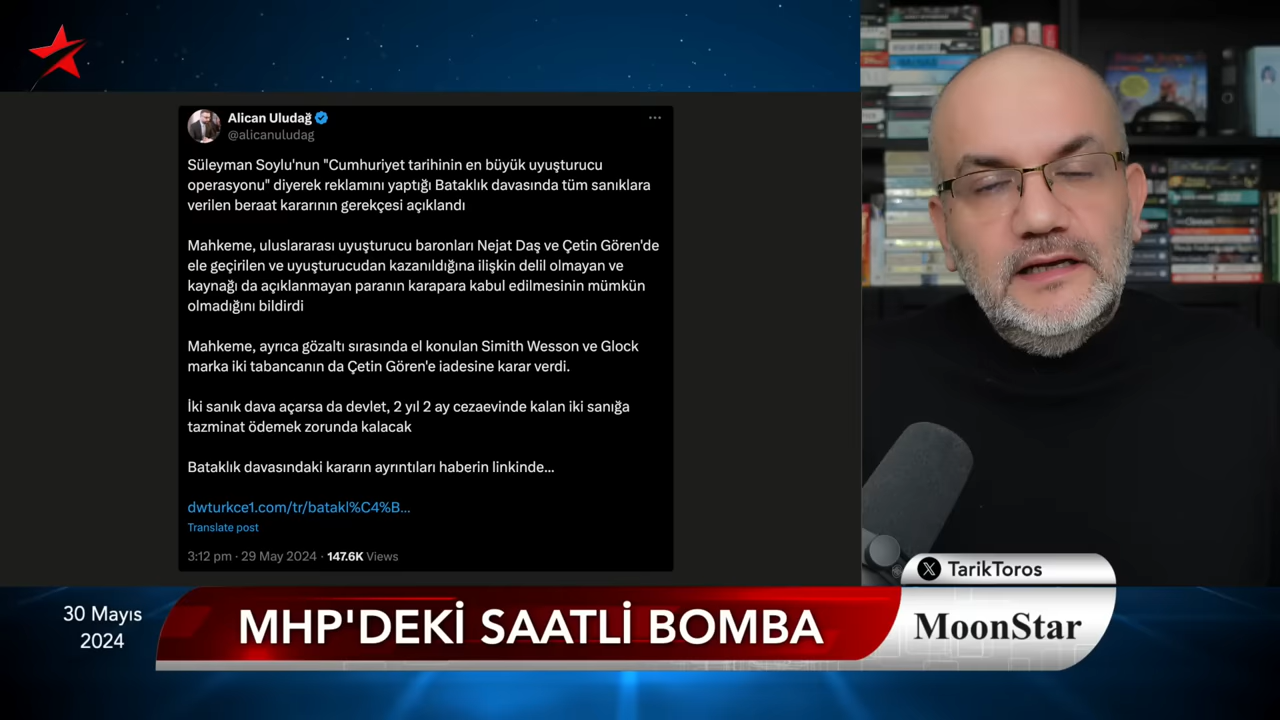 Alican Uludağ
@alicanuludag
Süleyman Soylu'nun "Cumhuriyet tarihinin en büyük uyuşturucu
operasyonu" diyerek reklamını yaptığı Bataklık davasında tüm sanıklara
verilen beraat kararının gerekçesi açıklandı
Mahkeme, uluslararası uyuşturucu baronları Nejat Daş ve Çetin Gören'de
ele geçirilen ve uyuşturucudan kazanıldığına ilişkin delil olmayan ve
kaynağı da açıklanmayan paranın karapara kabul edilmesinin mümkün
olmadığını bildirdi
Mahkeme, ayrıca gözaltı sırasında el konulan Simith Wesson ve Glock
marka iki tabancanın da Çetin Gören'e iadesine karar verdi.
İki sanık dava açarsa da devlet, 2 yıl 2 ay cezaevinde kalan iki sanığa
tazminat ödemek zorunda kalacak
Bataklık davasındaki kararın ayrıntıları haberin linkinde...
dwturkce1.com/tr/batakl%C4%B...
Translate post
3:12 pm · 29 May 2024 · 147.6K Views
TarikToros
30 Mayıs
2024
MHP'DEKİ SAATLİ BOMBA
MoonStar